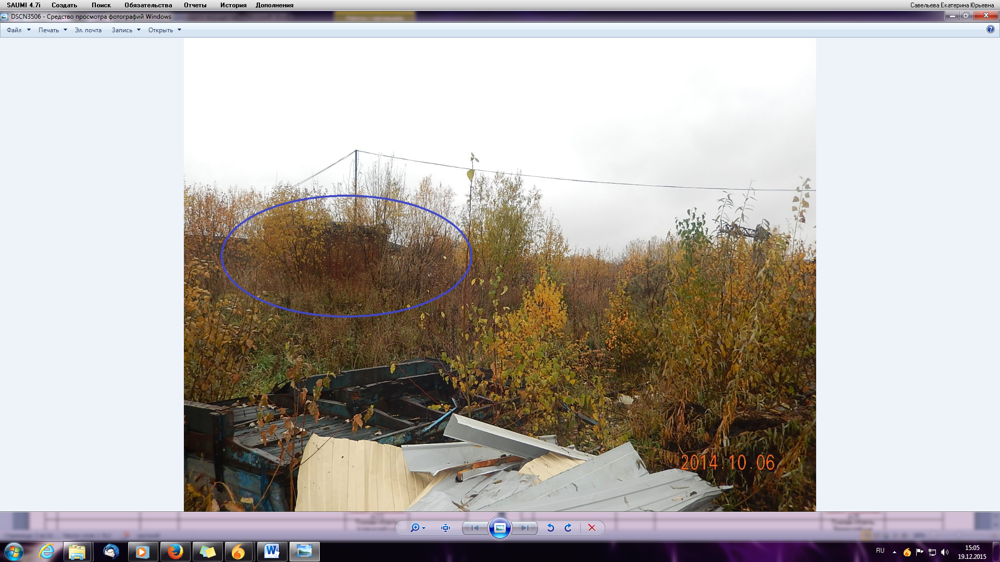 SAUMI 4.7i Создать Поиск Обязательства Отчеты История Дополнения Савельева Екатерина Юрьевна
DSCN3506 - Средство просмотра фотографий Windows
Файл Печать Эл. почта Запись Открыть
2014.10.06
RU
15:05
19.12.2015